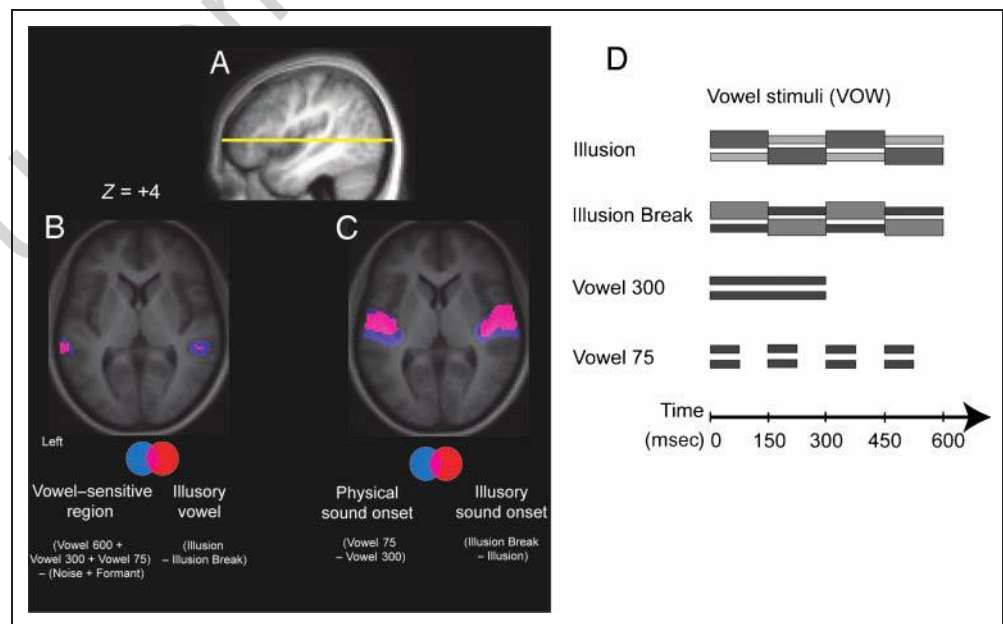 A
Z = +4
B
C
Left
Vowel–sensitive
region
Illusory
vowel
(Vowel 600 +
Vowel 300 + Vowel 75)
– (Noise + Formant)
(Illusion
– Illusion Break)
Physical
sound onset
Illusory
sound onset
(Vowel 75
– Vowel 300)
(Illusion Break
– Illusion)
D
Vowel stimuli (VOW)
Illusion
Illusion Break
Vowel 300
Vowel 75
Time
(msec)
0 150 300 450 600